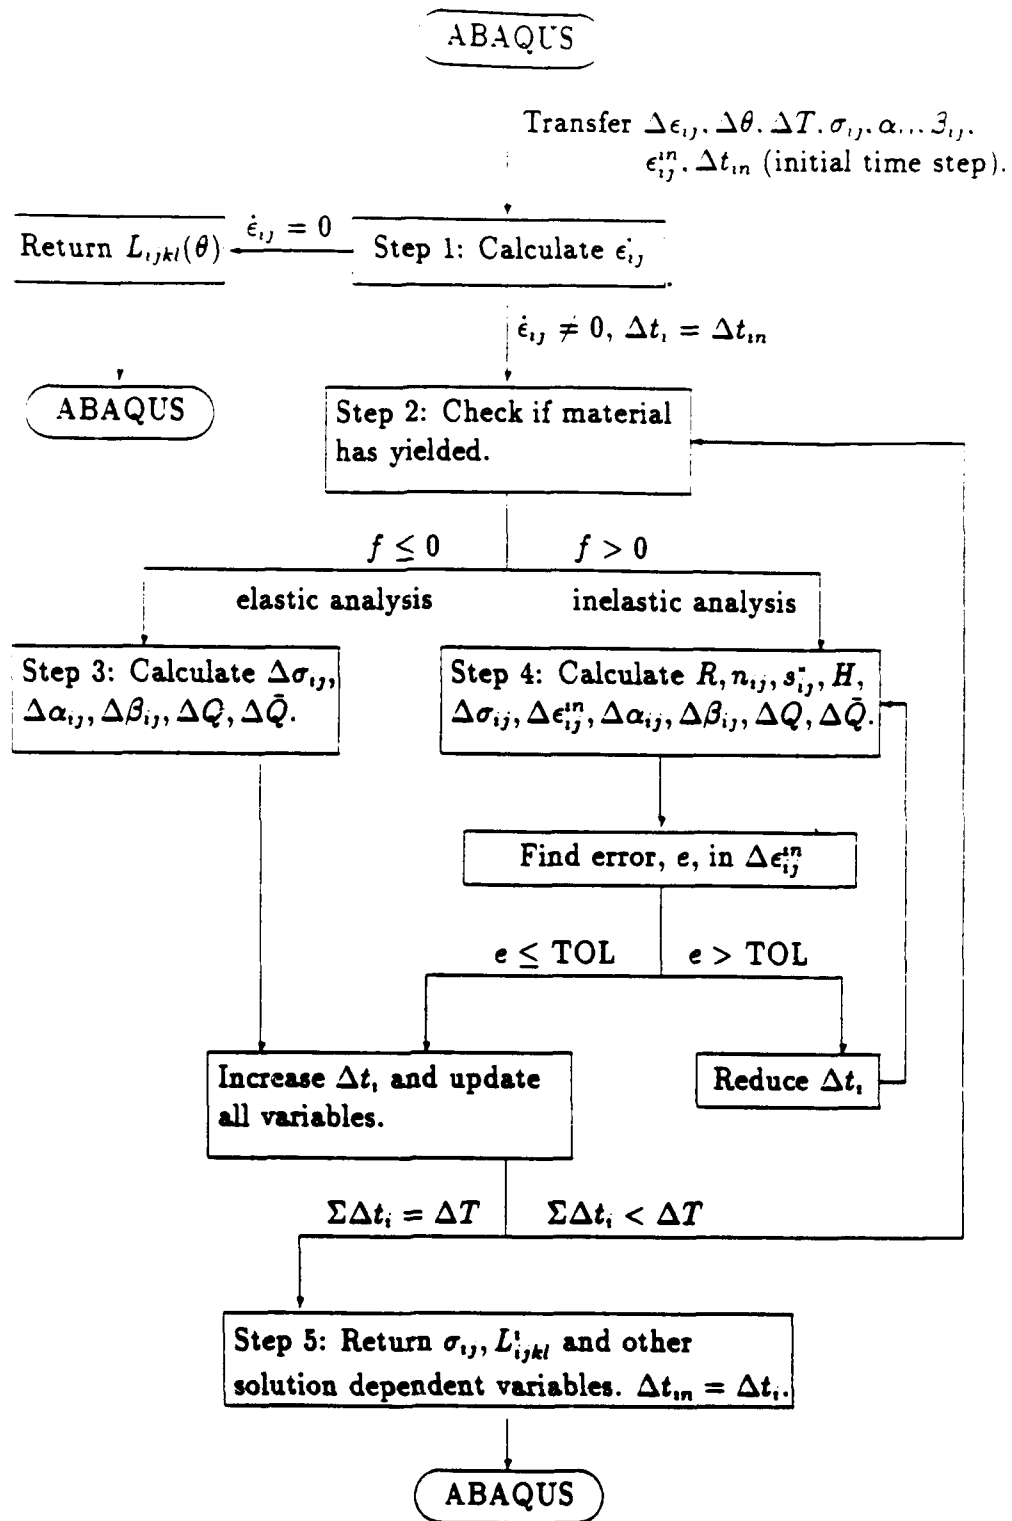 ABAQUS
Transfer Δϵ_ij. Δθ. ΔT. σ_ij. α... β_ij.
ϵ^in_ij. Δt_in (initial time step).
ϵ̇_ij = 0
Return L_ijkl(θ)
Step 1: Calculate ϵ̇_ij
ϵ̇_ij ≠ 0, Δt_i = Δt_in
ABAQUS
Step 2: Check if material
has yielded.
f ≤ 0 f > 0
elastic analysis inelastic analysis
Step 3: Calculate Δσ_ij,
Δα_ij, Δβ_ij, ΔQ, ΔQ̄.
Step 4: Calculate R, n_ij, s^*_ij, H,
Δσ_ij, Δϵ^in_ij, Δα_ij, Δβ_ij, ΔQ, ΔQ̄.
Find error, e, in Δϵ^in_ij
e ≤ TOL e > TOL
Increase Δt_i and update
all variables.
Reduce Δt_i
ΣΔt_i = ΔT ΣΔt_i < ΔT
Step 5: Return σ_ij, L^t_ijkl and other
solution dependent variables. Δt_in = Δt_i.
ABAQUS